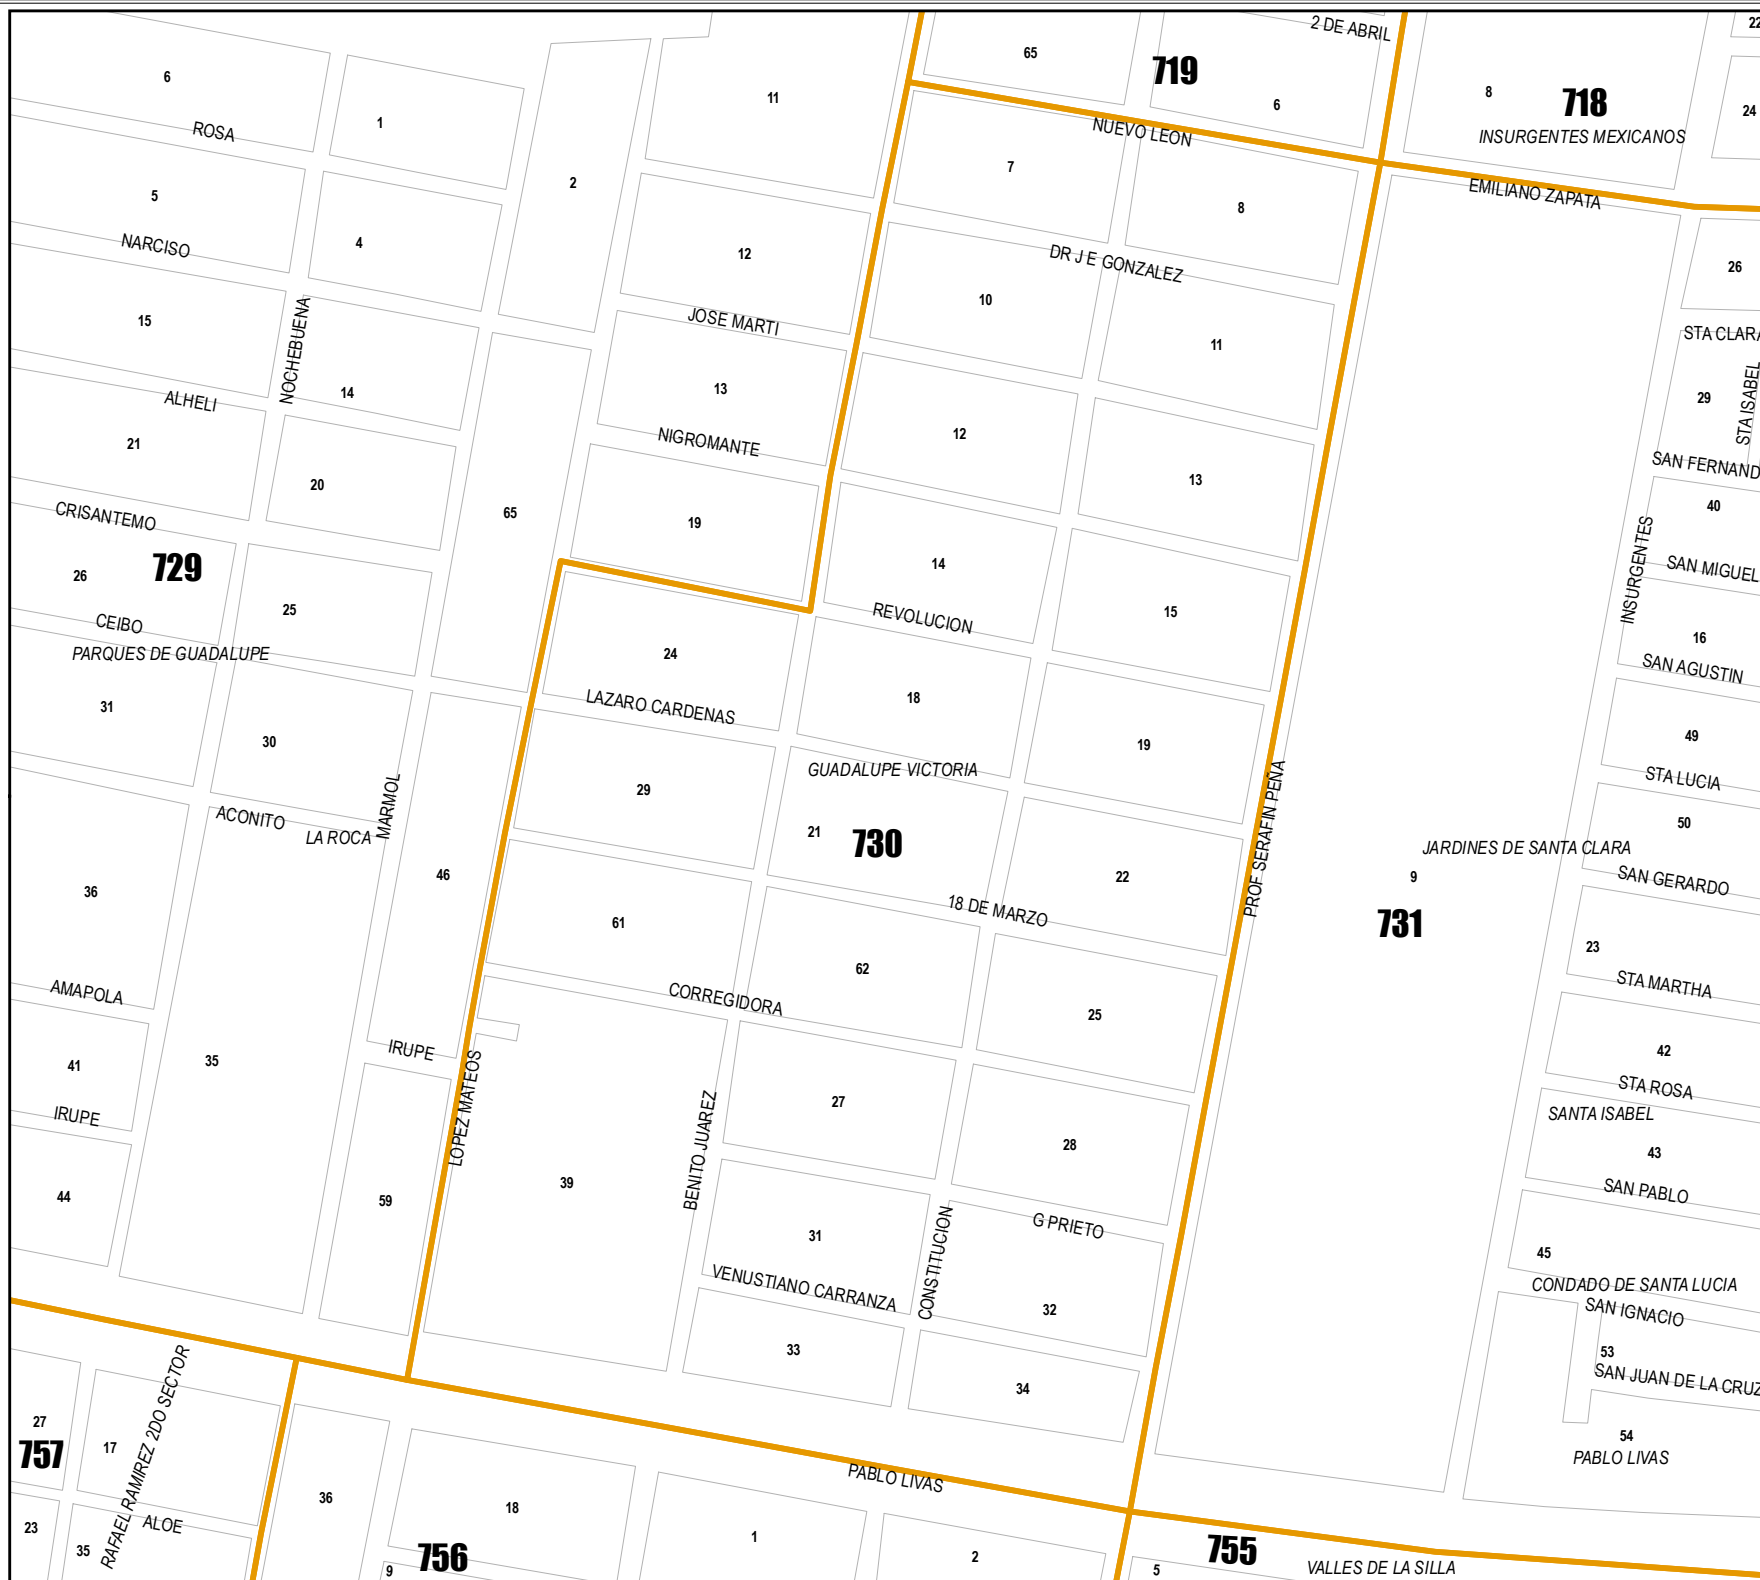 2 DE ABRIL
22
65
719
6
11
6
8
718
24
1
ROSA
NUEVO LEON
INSURGENTES MEXICANOS
7
2
5
EMILIANO ZAPATA
8
4
NARCISO
12
DR J E GONZALEZ
26
10
15
JOSE MARTI
STA CLARA
11
NOCHEBUENA
14
13
29
STA ISABEL
ALHELI
12
21
NIGROMANTE
SAN FERNAND
20
13
40
CRISANTEMO
65
19
INSURGENTES
729
26
14
SAN MIGUEL
25
REVOLUCION
15
CEIBO
16
PARQUES DE GUADALUPE
24
SAN AGUSTIN
31
LAZARO CARDENAS
18
30
19
49
GUADALUPE VICTORIA
STA LUCIA
29
MARMOL
ACONITO
LA ROCA
21
730
50
PROF SERAFIN PEÑA
JARDINES DE SANTA CLARA
46
22
9
SAN GERARDO
36
18 DE MARZO
61
731
23
62
AMAPOLA
CORREGIDORA
STA MARTHA
25
IRUPE
42
35
41
STA ROSA
LOPEZ MATEOS
27
IRUPE
SANTA ISABEL
BENITO JUAREZ
28
43
39
44
59
SAN PABLO
G PRIETO
31
CONSTITUCION
45
VENUSTIANO CARRANZA
CONDADO DE SANTA LUCIA
32
SAN IGNACIO
33
53
RAFAEL RAMIREZ 2DO SECTOR
34
SAN JUAN DE LA CRUZ
27
17
757
54
PABLO LIVAS
PABLO LIVAS
36
18
23
ALOE
1
35
756
2
755
9
5
VALLES DE LA SILLA